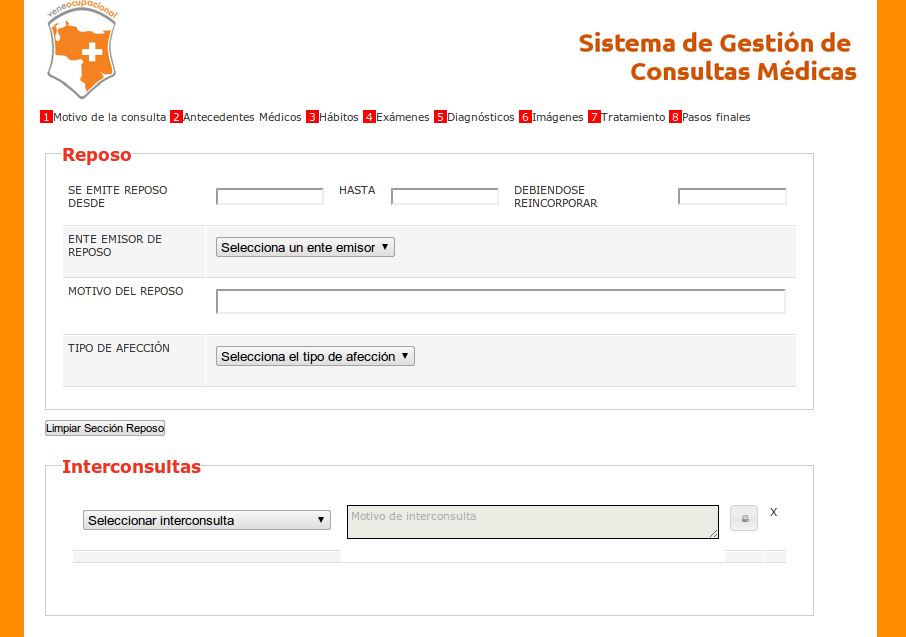 veneocupacional
Sistema de Gestión de
Consultas Médicas
1 Motivo de la consulta 2 Antecedentes Médicos 3 Hábitos 4 Exámenes 5 Diagnósticos 6 Imágenes 7 Tratamiento 8 Pasos finales
Reposo
SE EMITE REPOSO DESDE
HASTA
DEBIENDOSE REINCORPORAR
ENTE EMISOR DE REPOSO
Selecciona un ente emisor
MOTIVO DEL REPOSO
TIPO DE AFECCIÓN
Selecciona el tipo de afección
Limpiar Sección Reposo
Interconsultas
Seleccionar interconsulta
Motivo de interconsulta
X